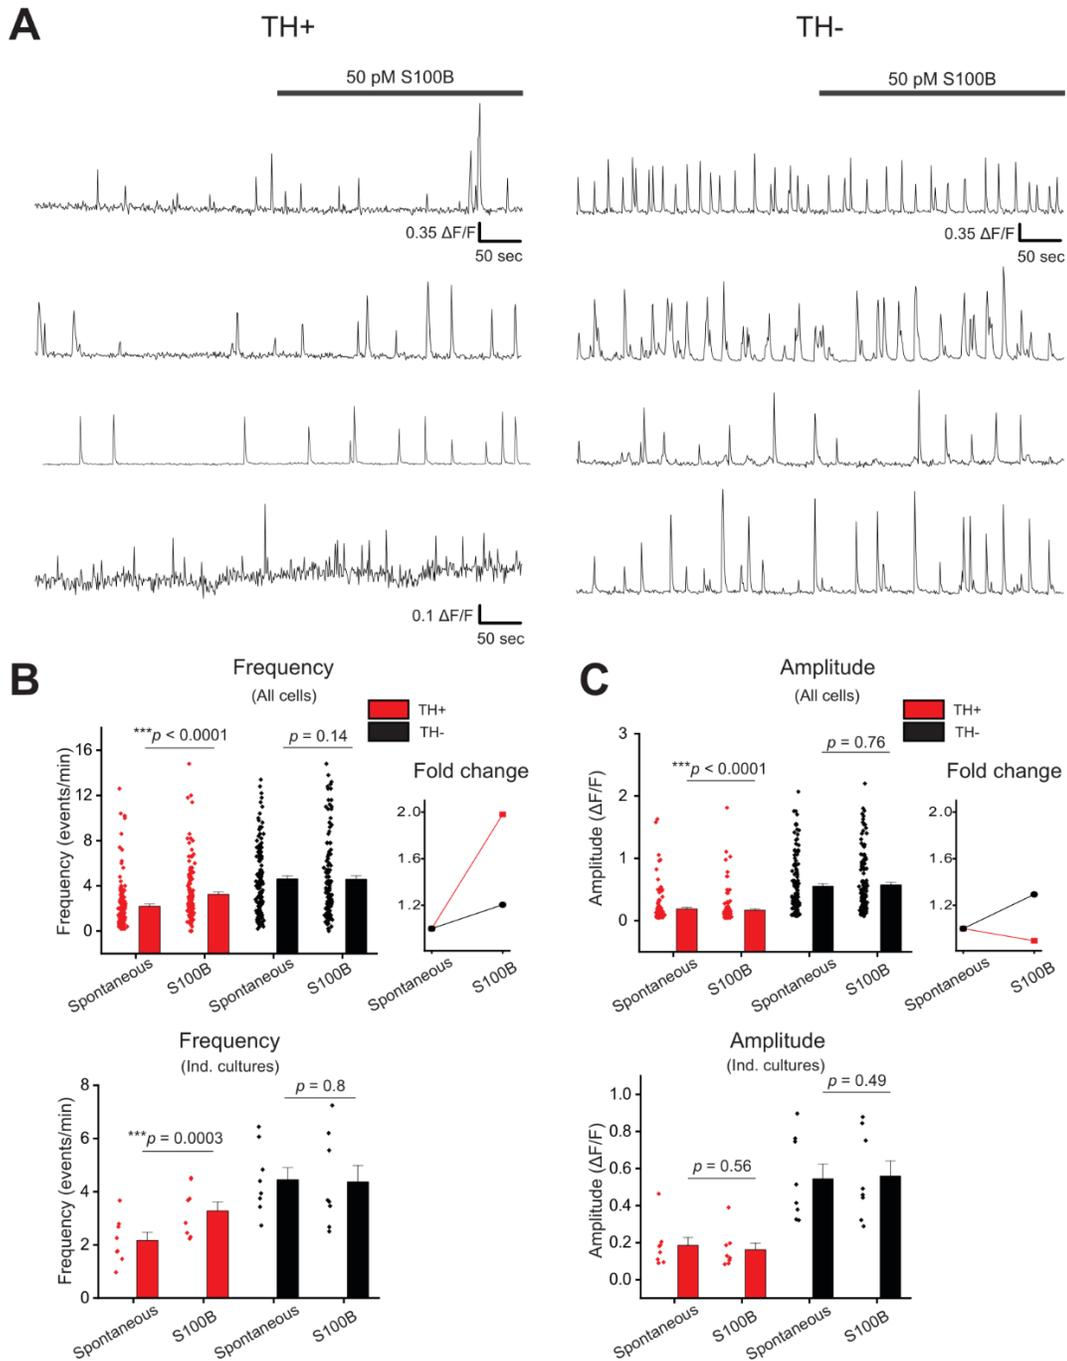 A
TH+
TH-
50 pM S100B
50 pM S100B
0.35 ΔF/F
50 sec
0.35 ΔF/F
50 sec
0.1 ΔF/F
50 sec
B
Frequency
(All cells)
TH+
TH-
Frequency (events/min)
16
12
8
4
0
***p < 0.0001
p = 0.14
Spontaneous
S100B
Spontaneous
S100B
Fold change
2.0
1.6
1.2
Spontaneous
S100B
C
Amplitude
(All cells)
TH+
TH-
Amplitude (ΔF/F)
3
2
1
0
***p < 0.0001
p = 0.76
Spontaneous
S100B
Spontaneous
S100B
Fold change
2.0
1.6
1.2
Spontaneous
S100B
Frequency
(Ind. cultures)
Frequency (events/min)
8
6
4
2
0
***p = 0.0003
p = 0.8
Spontaneous
S100B
Spontaneous
S100B
Amplitude
(Ind. cultures)
Amplitude (ΔF/F)
1.0
0.8
0.6
0.4
0.2
0.0
p = 0.56
p = 0.49
Spontaneous
S100B
Spontaneous
S100B